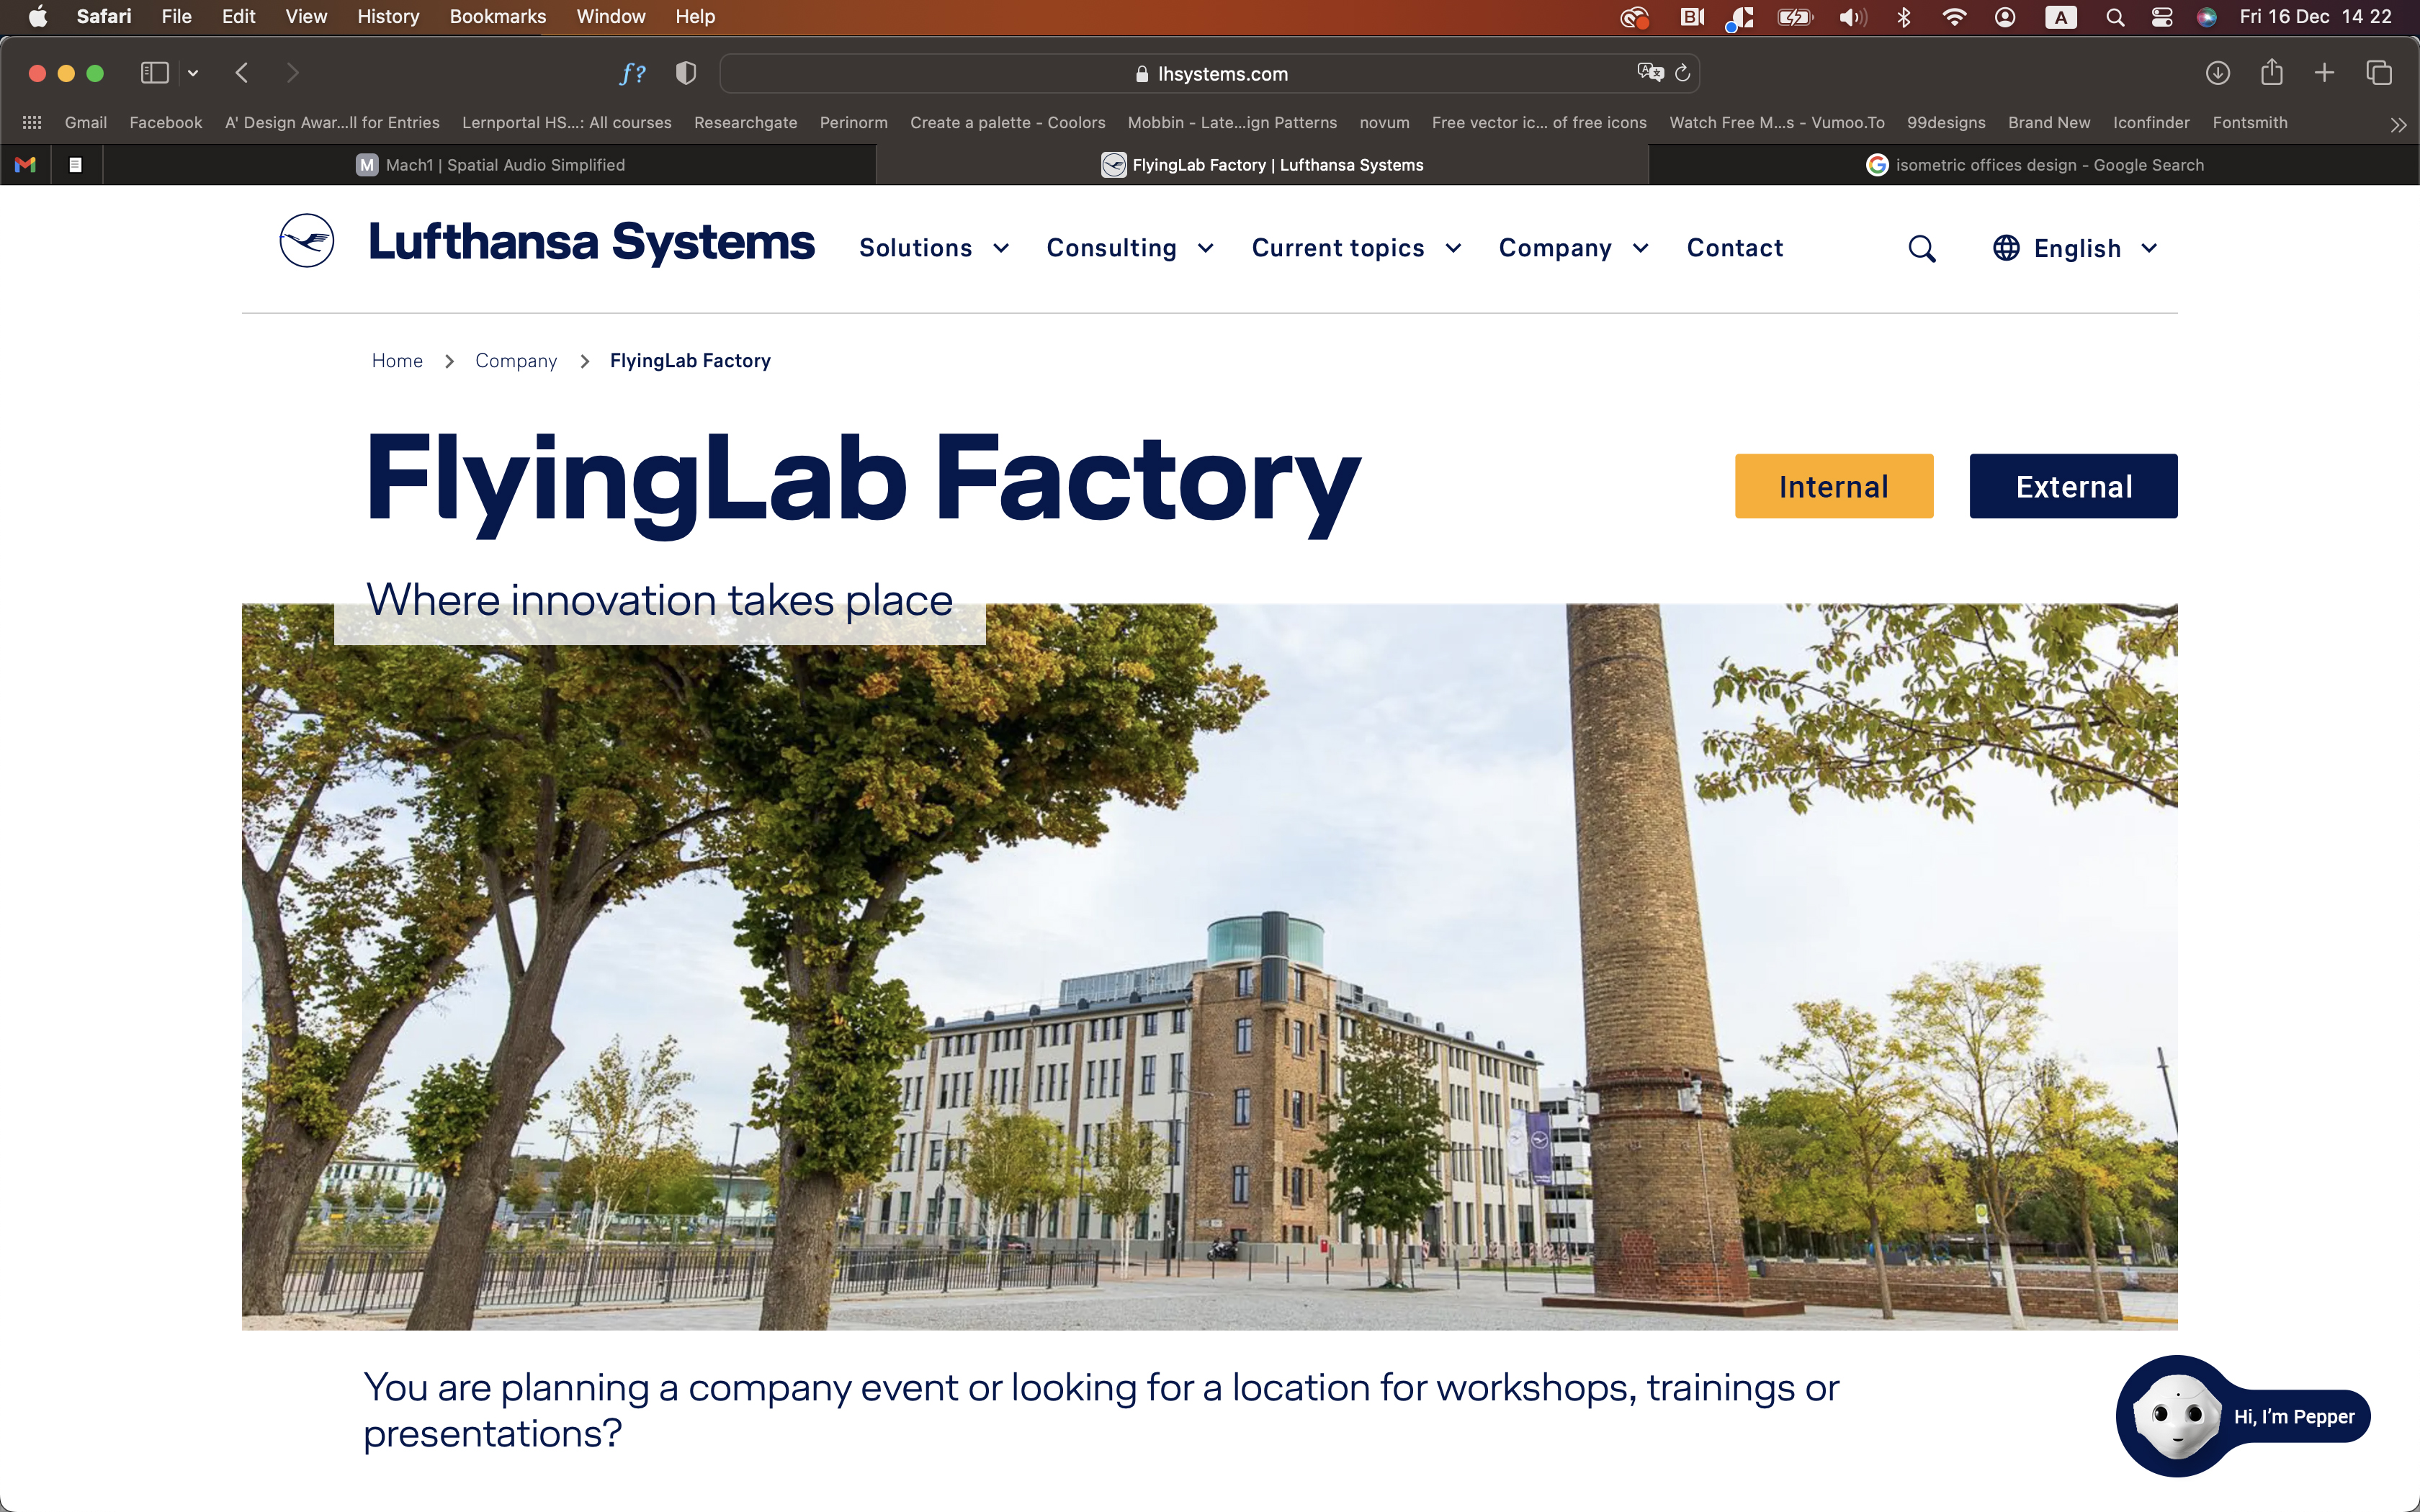 Safari File Edit View History Bookmarks Window Help A Fri 16 Dec 14 22
lhsystems.com
Gmail Facebook A' Design Awar...ll for Entries Lernportal HS...: All courses Researchgate Perinorm Create a palette - Coolors Mobbin - Late...ign Patterns novum Free vector ic... of free icons Watch Free M...s - Vumoo.To 99designs Brand New Iconfinder Fontsmith
M Mach1 | Spatial Audio Simplified FlyingLab Factory | Lufthansa Systems isometric offices design - Google Search
Lufthansa Systems Solutions Consulting Current topics Company Contact English
Home Company FlyingLab Factory
FlyingLab Factory Internal External
Where innovation takes place
You are planning a company event or looking for a location for workshops, trainings or
presentations?
Hi, I'm Pepper